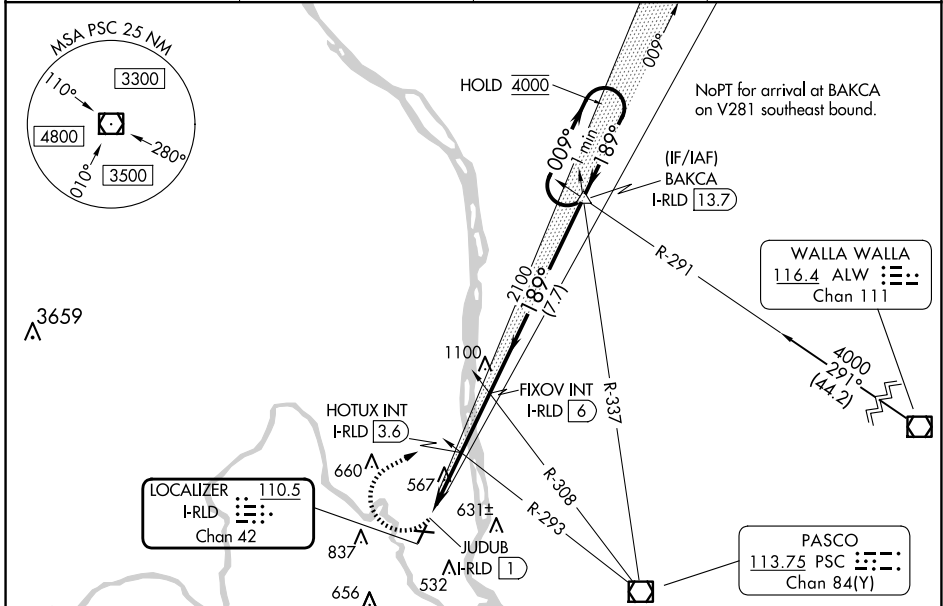 MSA PSC 25 NM
110°
3300
4800
280°
010°
3500
HOLD 4000
009°
NoPT for arrival at BAKCA
on V281 southeast bound.
009°
1 min
189°
(IF/IAF)
BAKCA
I-RLD 13.7
R-291
WALLA WALLA
116.4 ALW
Chan 111
2100
189°
(7.7)
3659
4000
291°
(44.2)
1100
R-337
FIXOV INT
I-RLD 6
HOTUX INT
I-RLD 3.6
660
567
R-308
LOCALIZER 110.5
I-RLD
Chan 42
631±
R-293
837
JUDUB
I-RLD 1
532
656
PASCO
113.75 PSC
Chan 84(Y)